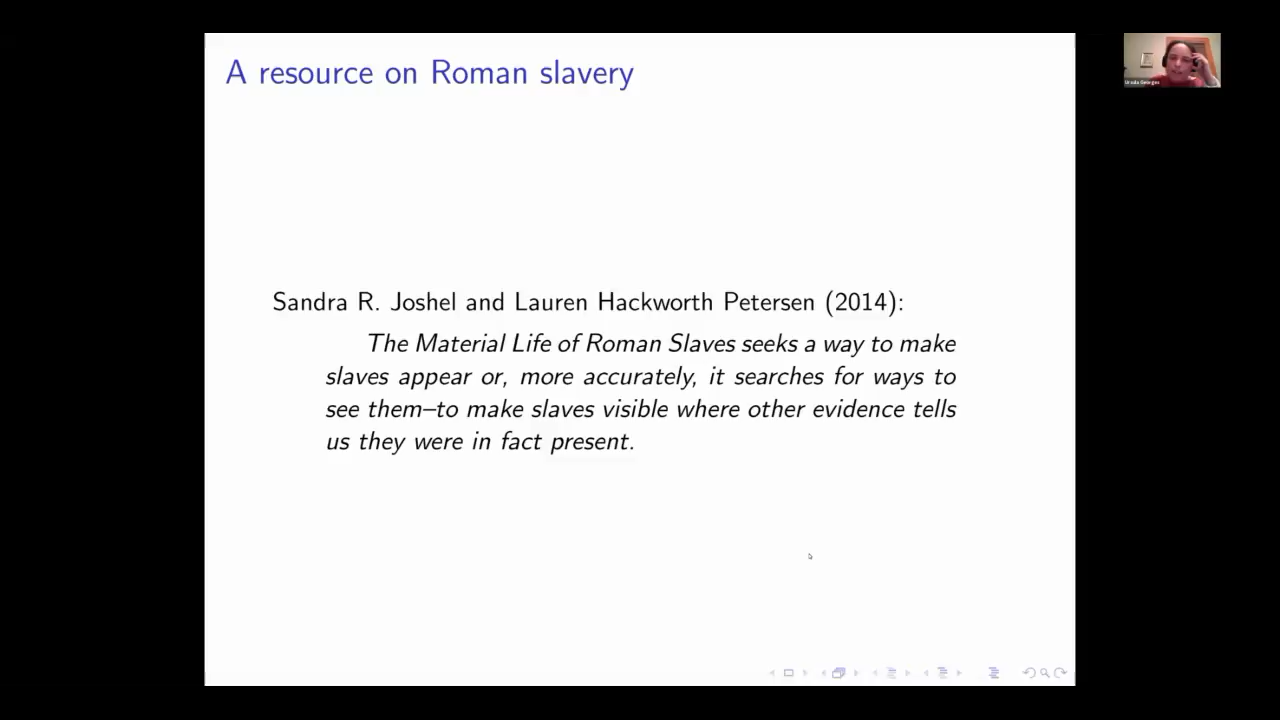 A resource on Roman slavery
Sandra R. Joshel and Lauren Hackworth Petersen (2014):
The Material Life of Roman Slaves seeks a way to make
slaves appear or, more accurately, it searches for ways to
see them–to make slaves visible where other evidence tells
us they were in fact present.
Ursula Georges